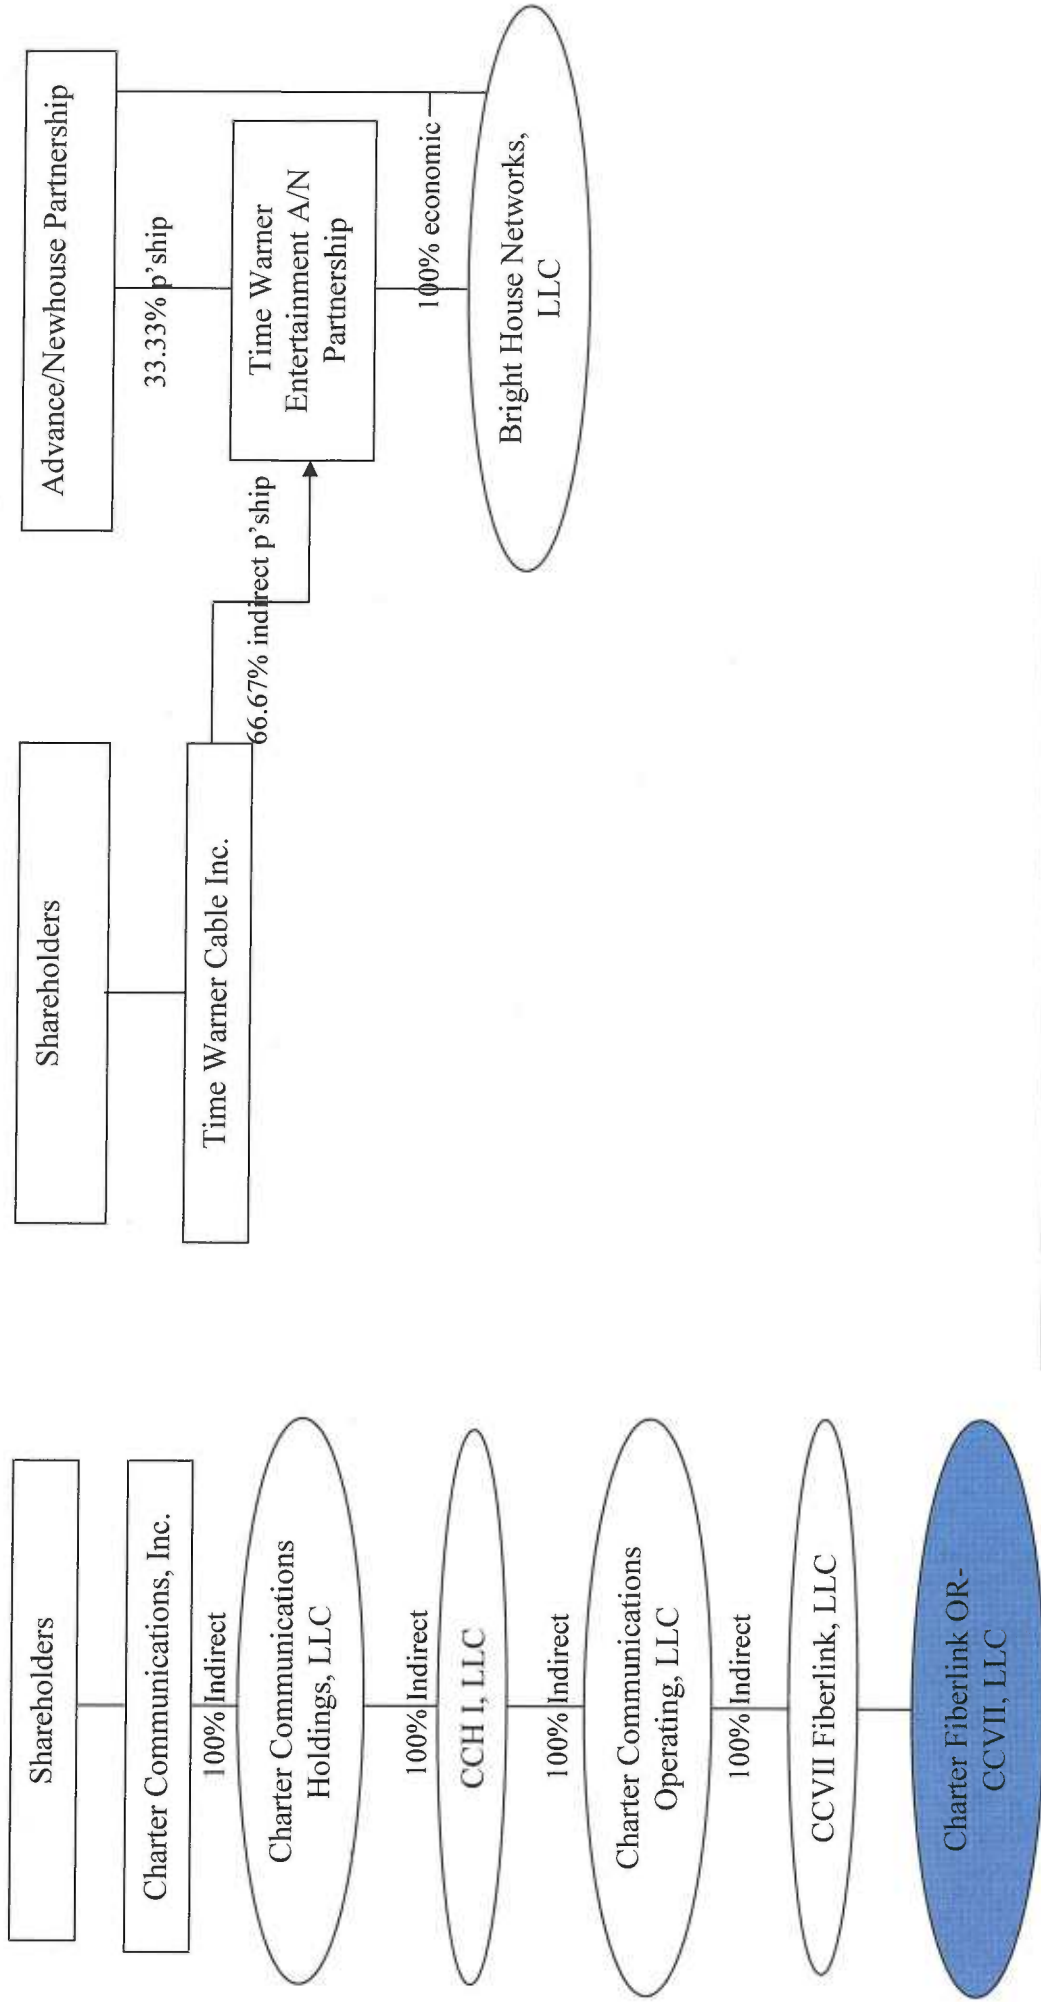 Shareholders
Charter Communications, Inc.
100% Indirect
Charter Communications
Holdings, LLC
100% Indirect
CCH I, LLC
100% Indirect
Charter Communications
Operating, LLC
100% Indirect
CCVII Fiberlink, LLC
Charter Fiberlink OR-
CCVII, LLC
Shareholders
Time Warner Cable Inc.
66.67% indirect p'ship
Advance/Newhouse Partnership
33.33% p'ship
Time Warner
Entertainment A/N
Partnership
100% economic
Bright House Networks,
LLC